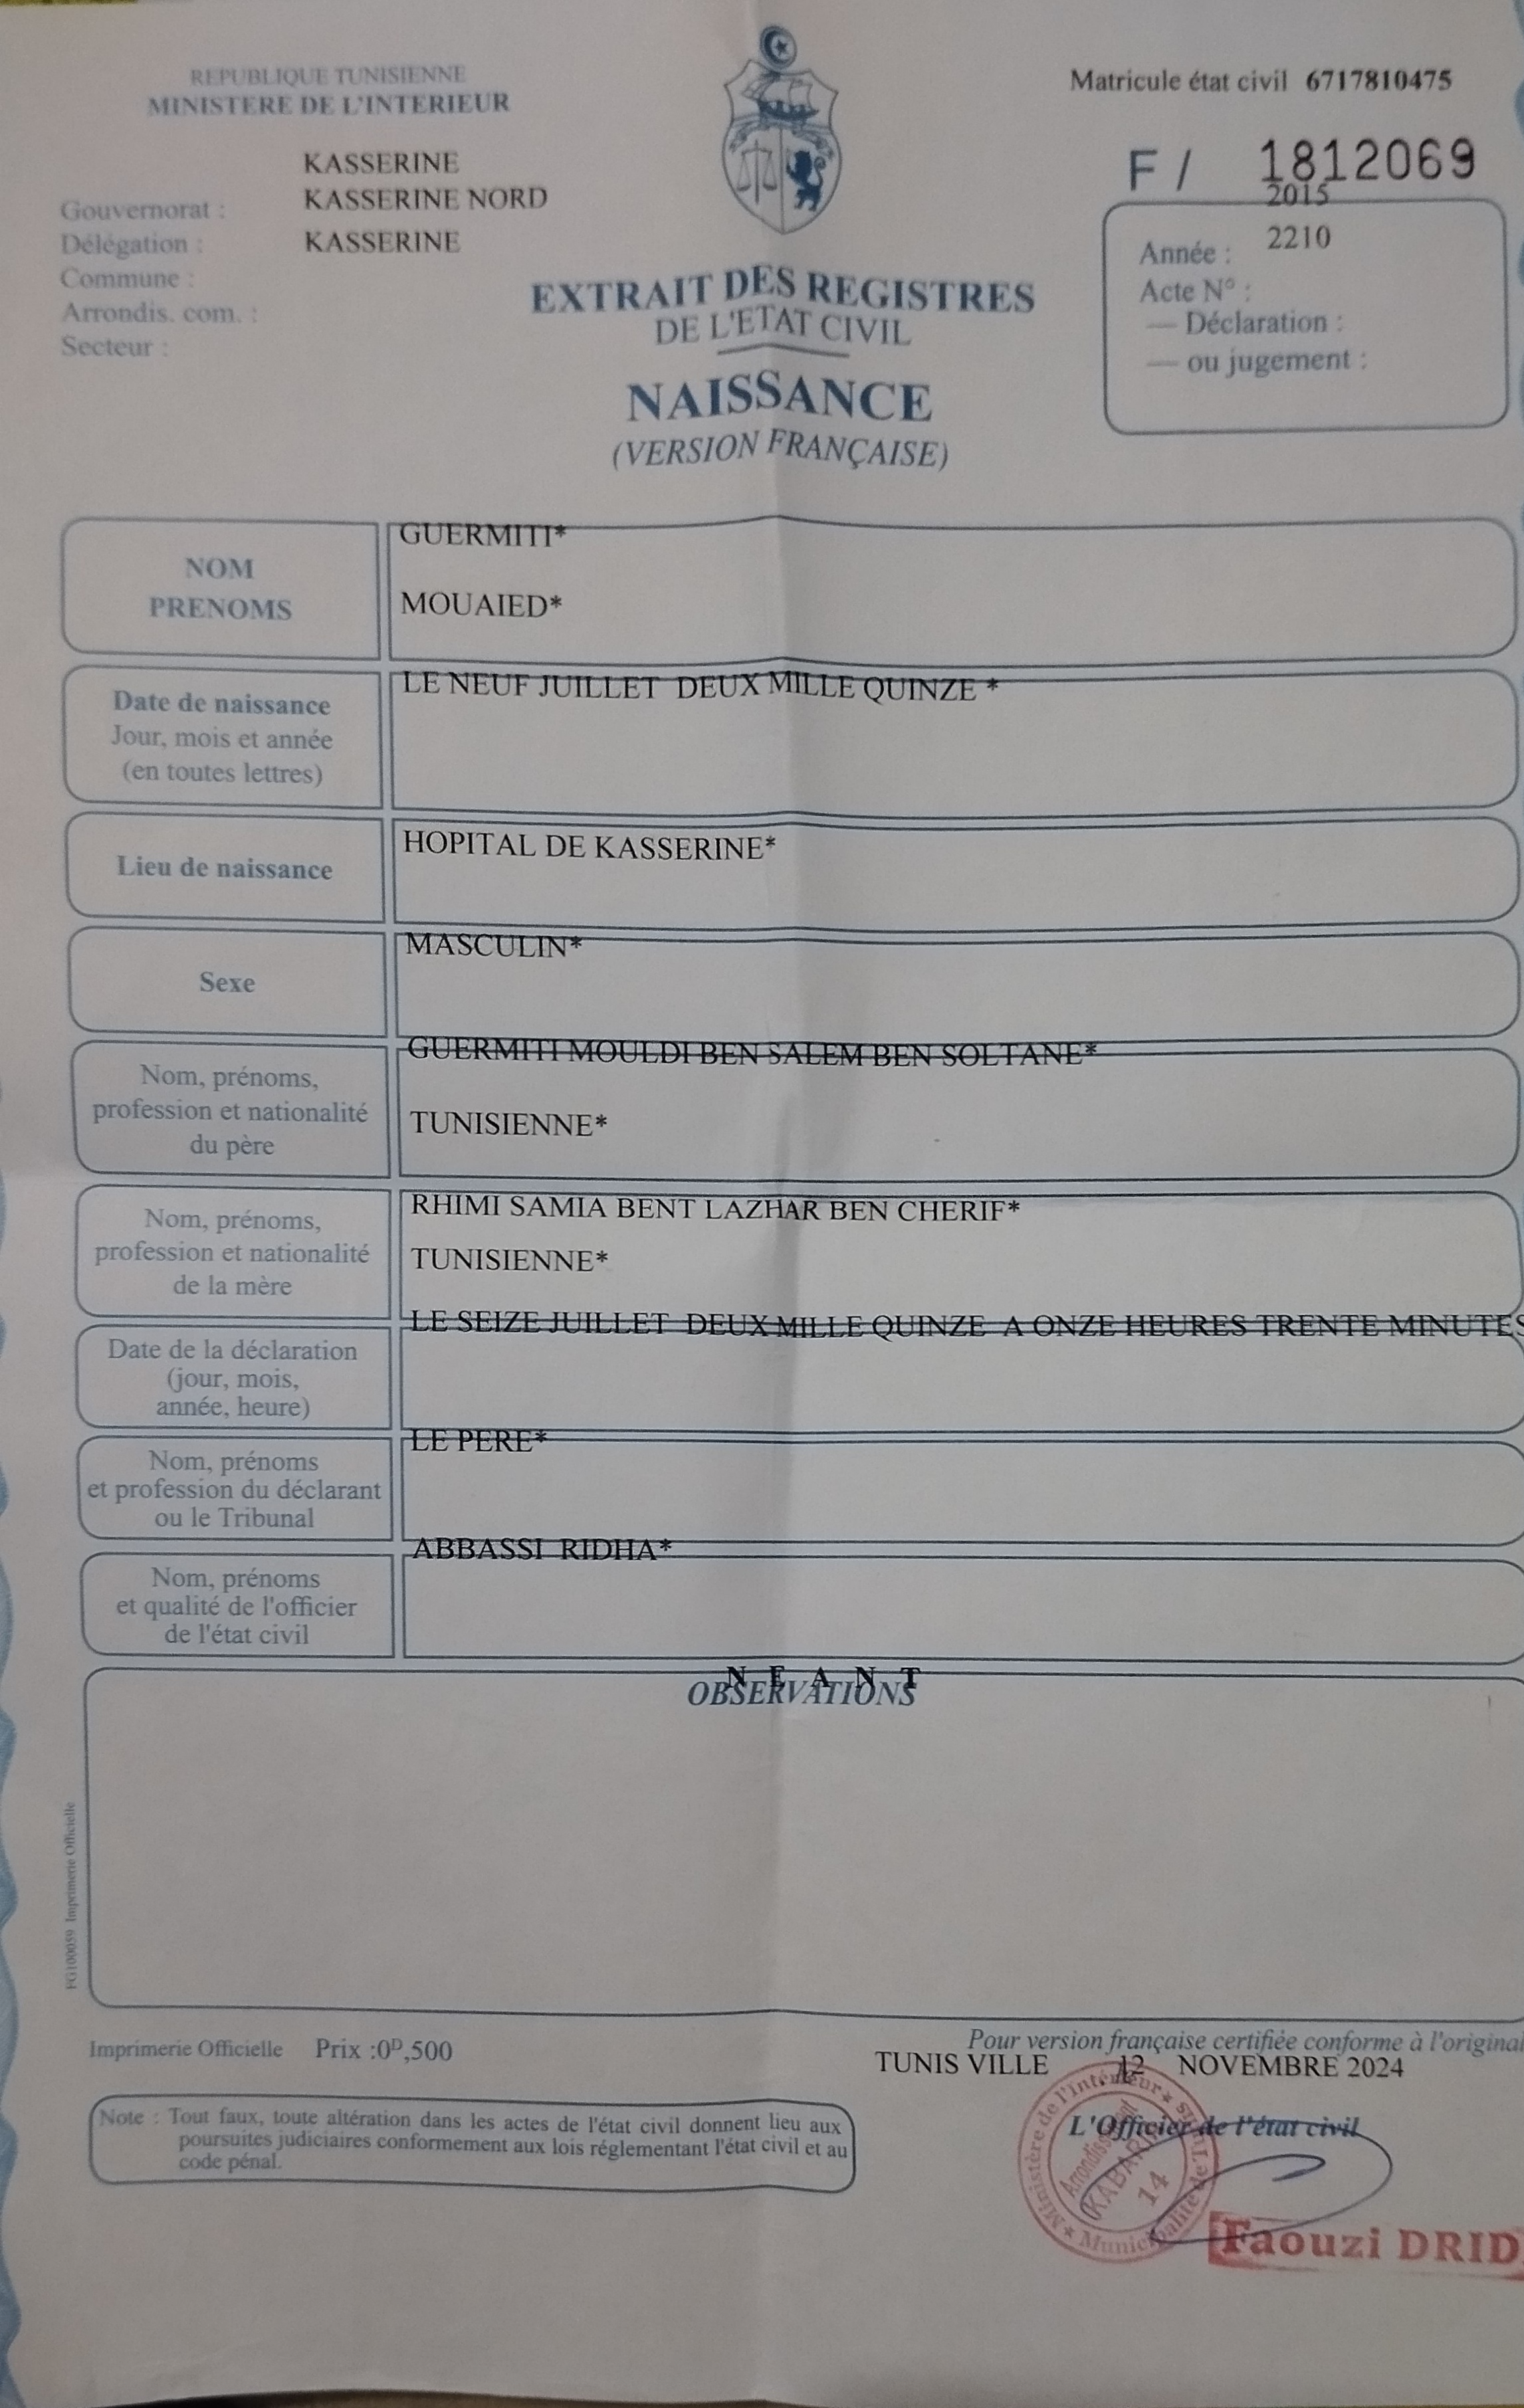 REPUBLIQUE TUNISIENNE
MINISTERE DE L'INTERIEUR
Matricule état civil 6717810475
F / 1812069
KASSERINE
KASSERINE NORD
KASSERINE
Gouvernorat :
Délégation :
Commune :
Arrondis. com. :
Secteur :
2015
2210
Année :
Acte N° :
— Déclaration :
— ou jugement :
EXTRAIT DES REGISTRES
DE L'ETAT CIVIL
NAISSANCE
(VERSION FRANÇAISE)
NOM
PRENOMS
GUERMITI*
MOUAIED*
Date de naissance
Jour, mois et année
(en toutes lettres)
LE NEUF JUILLET DEUX MILLE QUINZE *
Lieu de naissance
HOPITAL DE KASSERINE*
Sexe
MASCULIN*
Nom, prénoms,
profession et nationalité
du père
GUERMITI MOULDI BEN SALEM BEN SOLTANE*
TUNISIENNE*
Nom, prénoms,
profession et nationalité
de la mère
RHIMI SAMIA BENT LAZHAR BEN CHERIF*
TUNISIENNE*
Date de la déclaration
(jour, mois,
année, heure)
LE SEIZE JUILLET DEUX MILLE QUINZE A ONZE HEURES TRENTE MINUTES
Nom, prénoms
et profession du déclarant
ou le Tribunal
LE PERE*
Nom, prénoms
et qualité de l'officier
de l'état civil
ABBASSI RIDHA*
N E A N T
OBSERVATIONS
FG100059 Imprimerie Officielle
Imprimerie Officielle Prix :0D,500
Pour version française certifiée conforme à l'original
TUNIS VILLE 12 NOVEMBRE 2024
L'Officier de l'état civil
Note : Tout faux, toute altération dans les actes de l'état civil donnent lieu aux
poursuites judiciaires conformement aux lois réglementant l'état civil et au
code pénal.
Ministère de l'Intérieur
Municipalité de Tunis
Arrondissement
14
Faouzi DRID